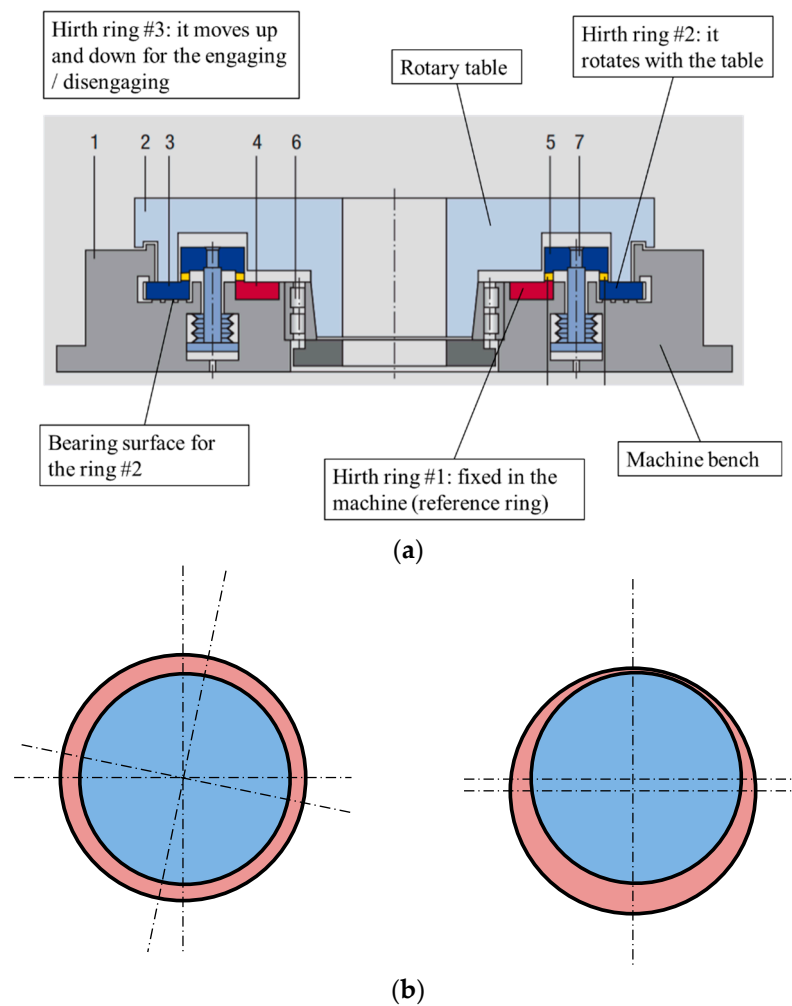 Hirth ring #3: it moves up
and down for the engaging
/ disengaging
Rotary table
Hirth ring #2: it
rotates with the table
1
2
3
4
6
5
7
Bearing surface for
the ring #2
Hirth ring #1: fixed in the
machine (reference ring)
Machine bench
(a)
(b)